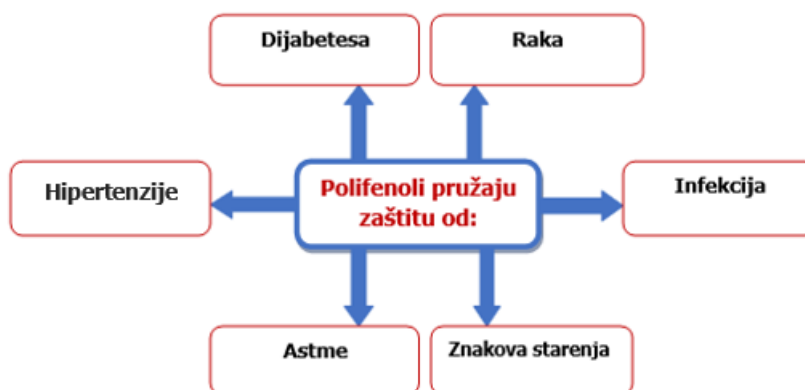 Dijabetesa
Raka
Hipertenzije
Polifenoli pružaju
zaštitu od:
Infekcija
Astme
Znakova starenja